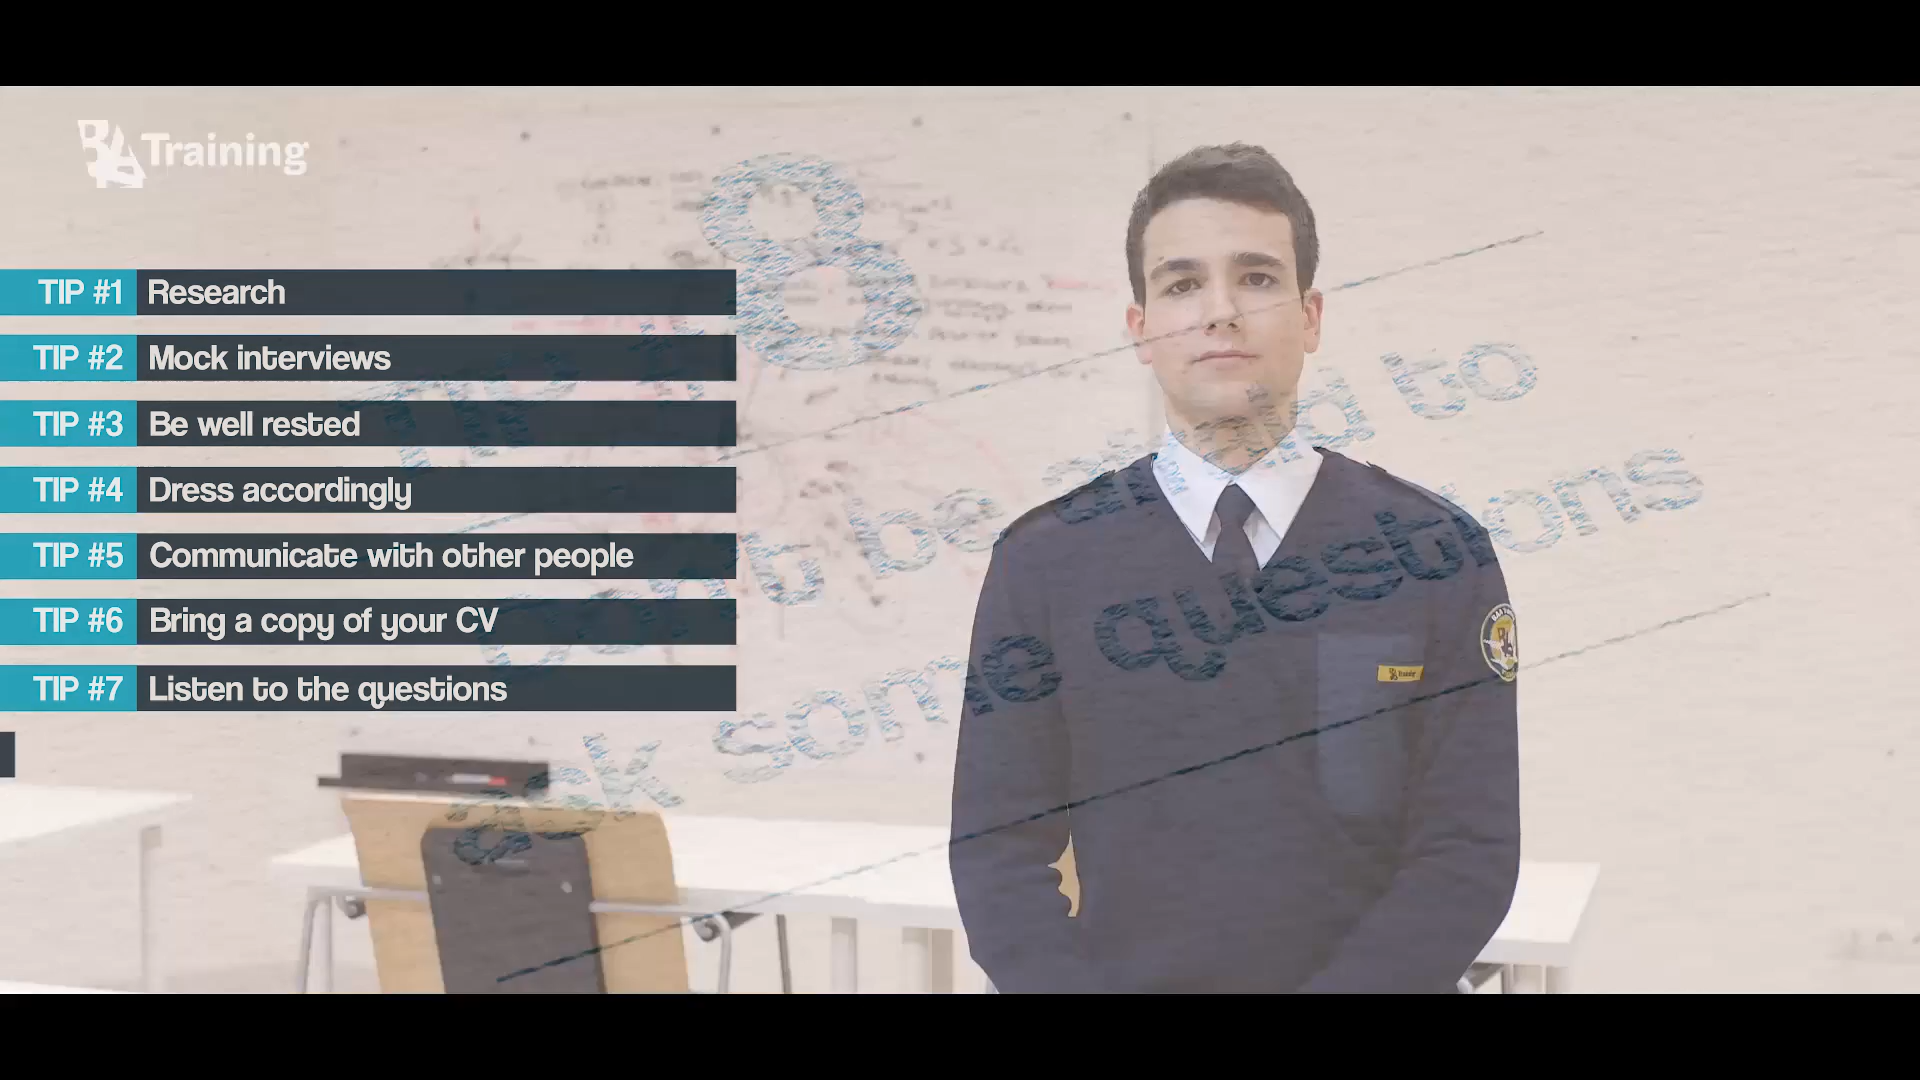 BAA Training
TIP #1 Research
TIP #2 Mock interviews
TIP #3 Be well rested
TIP #4 Dress accordingly
TIP #5 Communicate with other people
TIP #6 Bring a copy of your CV
TIP #7 Listen to the questions
TIP # 8
Don't be afraid to
ask some questions